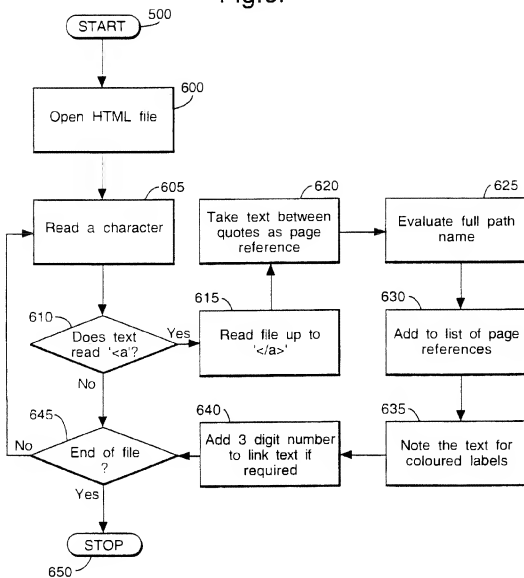 START
500
600
Open HTML file
605
Read a character
610
Does text
read '<a'?
Yes
No
615
Read file up to
'</a>'
620
Take text between
quotes as page
reference
625
Evaluate full path
name
630
Add to list of page
references
635
Note the text for
coloured labels
640
Add 3 digit number
to link text if
required
645
End of file
?
No
Yes
STOP
650